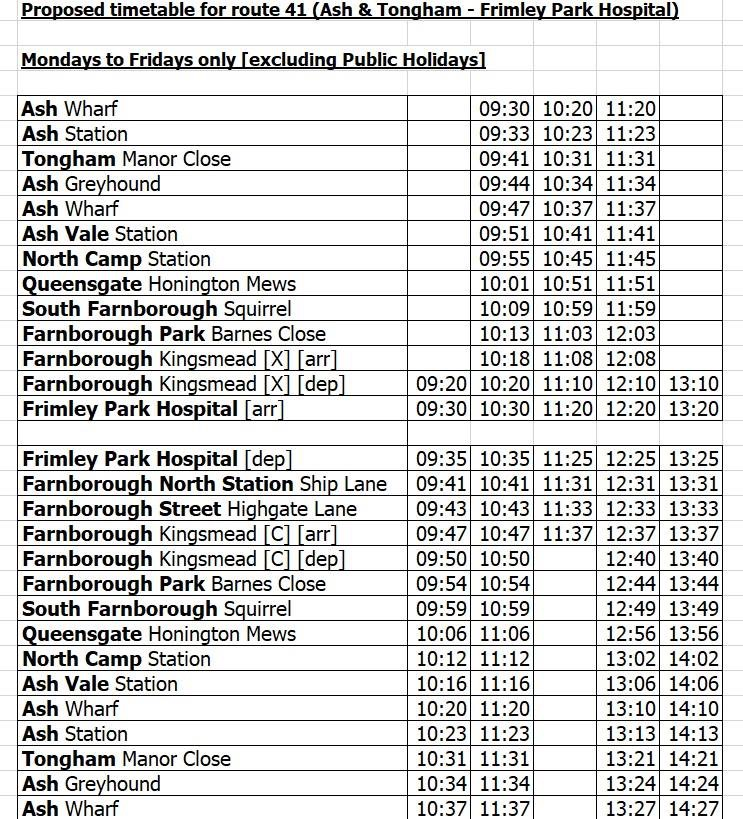 Proposed timetable for route 41 (Ash & Tongham - Frimley Park Hospital)
Mondays to Fridays only [excluding Public Holidays]
Ash Wharf 09:30 10:20 11:20
Ash Station 09:33 10:23 11:23
Tongham Manor Close 09:41 10:31 11:31
Ash Greyhound 09:44 10:34 11:34
Ash Wharf 09:47 10:37 11:37
Ash Vale Station 09:51 10:41 11:41
North Camp Station 09:55 10:45 11:45
Queensgate Honington Mews 10:01 10:51 11:51
South Farnborough Squirrel 10:09 10:59 11:59
Farnborough Park Barnes Close 10:13 11:03 12:03
Farnborough Kingsmead [X] [arr] 10:18 11:08 12:08
Farnborough Kingsmead [X] [dep] 09:20 10:20 11:10 12:10 13:10
Frimley Park Hospital [arr] 09:30 10:30 11:20 12:20 13:20
Frimley Park Hospital [dep] 09:35 10:35 11:25 12:25 13:25
Farnborough North Station Ship Lane 09:41 10:41 11:31 12:31 13:31
Farnborough Street Highgate Lane 09:43 10:43 11:33 12:33 13:33
Farnborough Kingsmead [C] [arr] 09:47 10:47 11:37 12:37 13:37
Farnborough Kingsmead [C] [dep] 09:50 10:50 12:40 13:40
Farnborough Park Barnes Close 09:54 10:54 12:44 13:44
South Farnborough Squirrel 09:59 10:59 12:49 13:49
Queensgate Honington Mews 10:06 11:06 12:56 13:56
North Camp Station 10:12 11:12 13:02 14:02
Ash Vale Station 10:16 11:16 13:06 14:06
Ash Wharf 10:20 11:20 13:10 14:10
Ash Station 10:23 11:23 13:13 14:13
Tongham Manor Close 10:31 11:31 13:21 14:21
Ash Greyhound 10:34 11:34 13:24 14:24
Ash Wharf 10:37 11:37 13:27 14:27